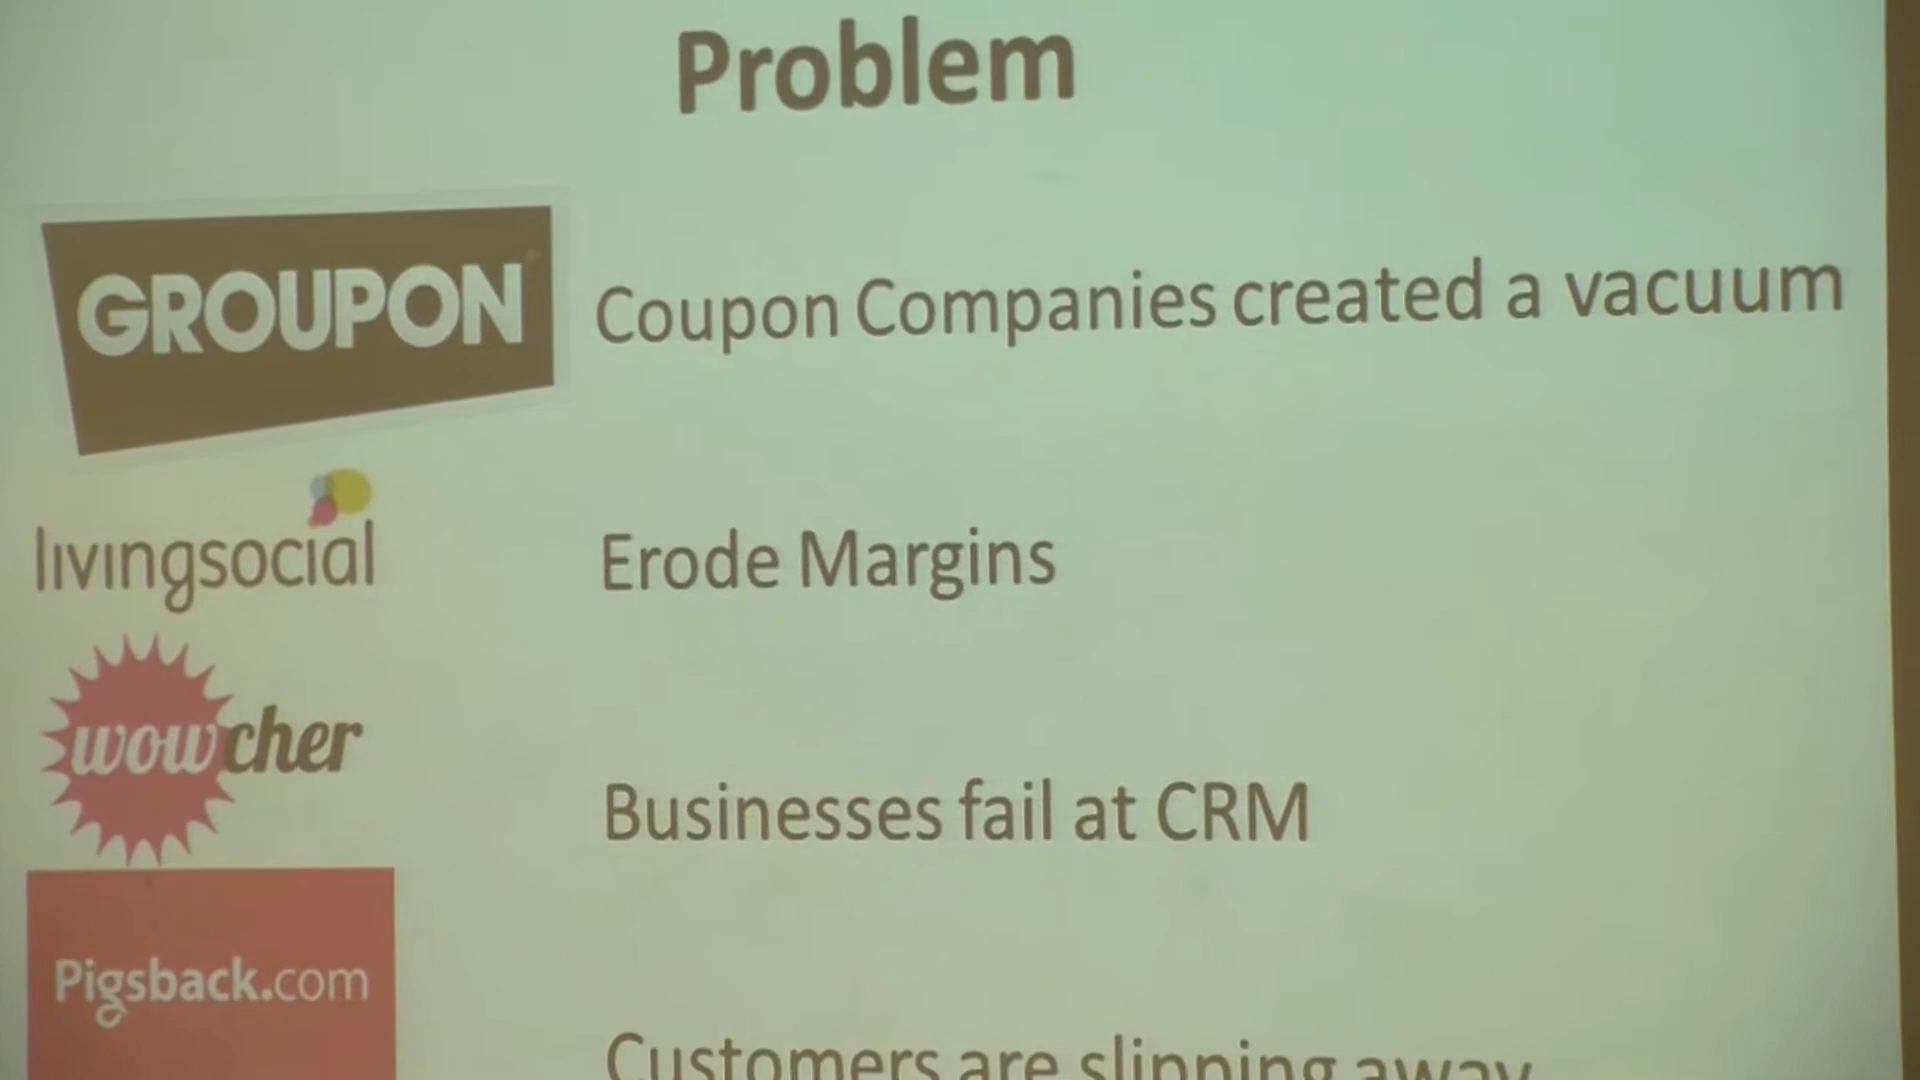 Problem
GROUPON
Coupon Companies created a vacuum
livingsocial
Erode Margins
wowcher
Businesses fail at CRM
Pigsback.com
Customers are slipping away